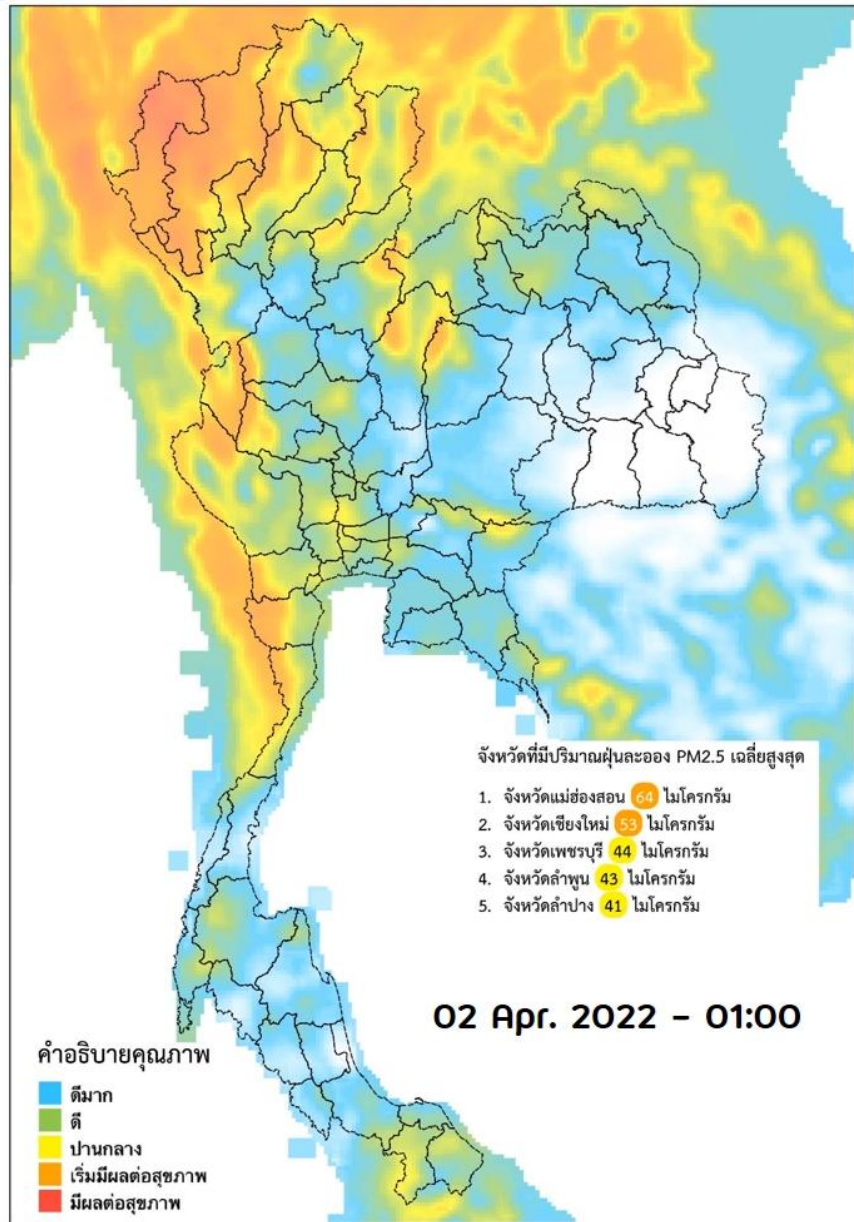 จังหวัดที่มีปริมาณฝุ่นละออง PM2.5 เฉลี่ยสูงสุด
1. จังหวัดแม่ฮ่องสอน 64 ไมโครกรัม
2. จังหวัดเชียงใหม่ 53 ไมโครกรัม
3. จังหวัดเพชรบุรี 44 ไมโครกรัม
4. จังหวัดลำพูน 43 ไมโครกรัม
5. จังหวัดลำปาง 41 ไมโครกรัม
02 Apr. 2022 - 01:00
คำอธิบายคุณภาพ
ดีมาก
ดี
ปานกลาง
เริ่มมีผลต่อสุขภาพ
มีผลต่อสุขภาพ